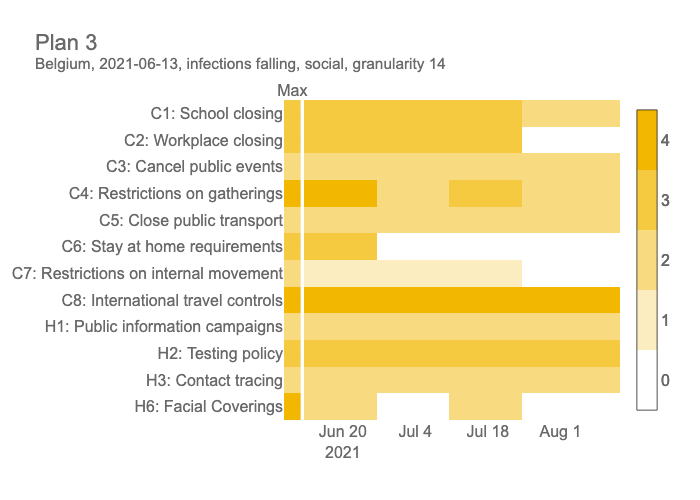 Plan 3
Belgium, 2021-06-13, infections falling, social, granularity 14
Max
C1: School closing
C2: Workplace closing
C3: Cancel public events
C4: Restrictions on gatherings
C5: Close public transport
C6: Stay at home requirements
C7: Restrictions on internal movement
C8: International travel controls
H1: Public information campaigns
H2: Testing policy
H3: Contact tracing
H6: Facial Coverings
Jun 20 Jul 4 Jul 18 Aug 1
2021
4
3
2
1
0